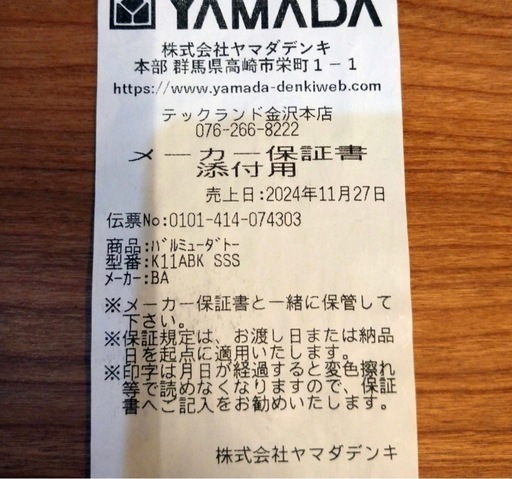 YAMADA
株式会社ヤマダデンキ
本部 群馬県高崎市栄町1－1
https://www.yamada-denkiweb.com
テックランド金沢本店
076-266-8222
メーカー保証書
添付用
売上日:2024年11月27日
伝票No:0101-414-074303
商品:ﾊﾞﾙﾐｭｰﾀﾞﾄｰ
型番:K11ABK SSS
ﾒｰｶｰ:BA
※メーカー保証書と一緒に保管して
下さい。
※保証規定は、お渡し日または納品
日を起点に適用いたします。
※印字は月日が経過すると変色擦れ
等で読めなくなりますので、保証
書へご記入をお勧めいたします。
株式会社ヤマダデンキ